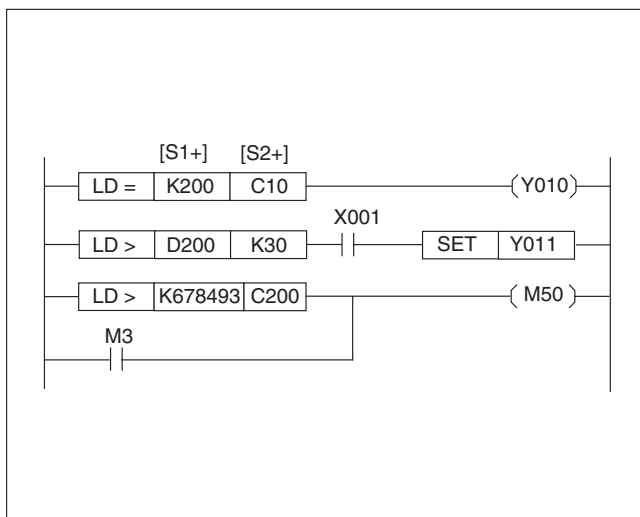 [S1+] [S2+]
LD = K200 C10 Y010
X001
LD > D200 K30 SET Y011
LD > K678493 C200 M50
M3